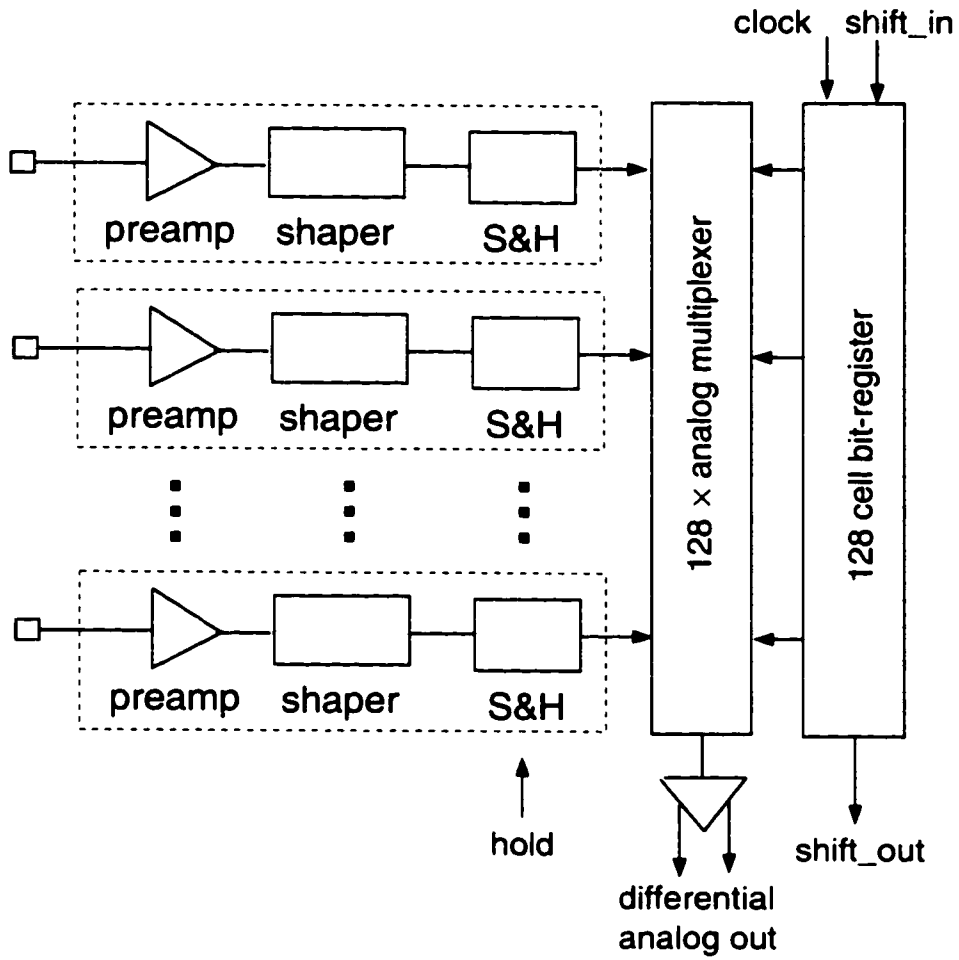 clock shift_in
preamp shaper S&H
preamp shaper S&H
preamp shaper S&H
128 × analog multiplexer
128 cell bit-register
hold
shift_out
differential
analog out